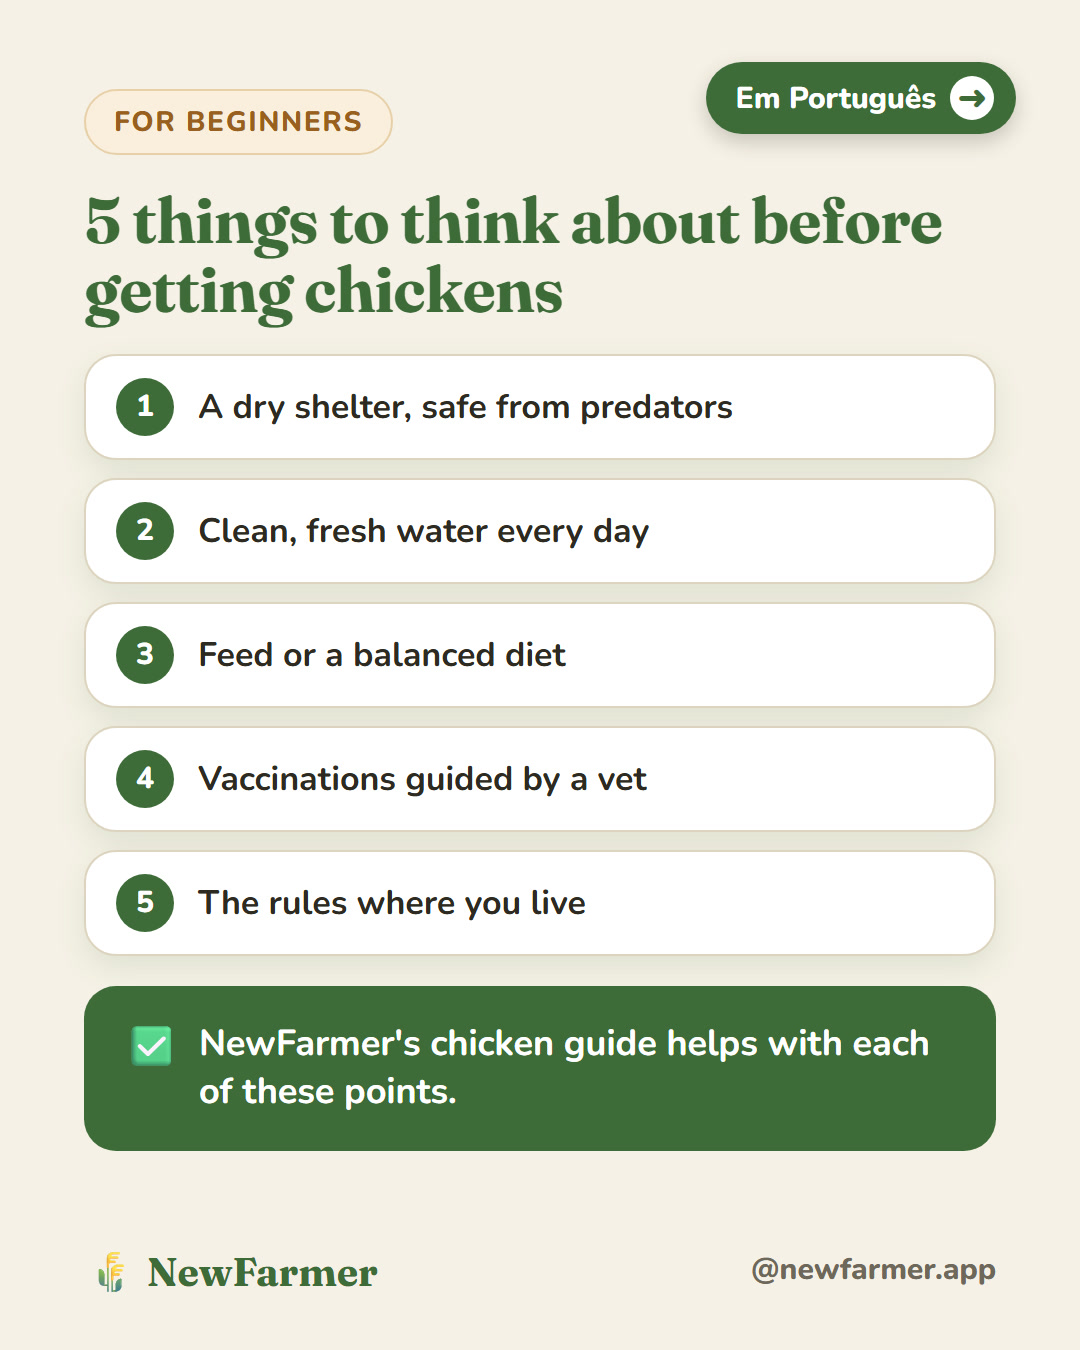 FOR BEGINNERS
Em Português
5 things to think about before
getting chickens
1 A dry shelter, safe from predators
2 Clean, fresh water every day
3 Feed or a balanced diet
4 Vaccinations guided by a vet
5 The rules where you live
NewFarmer's chicken guide helps with each
of these points.
NewFarmer
@newfarmer.app